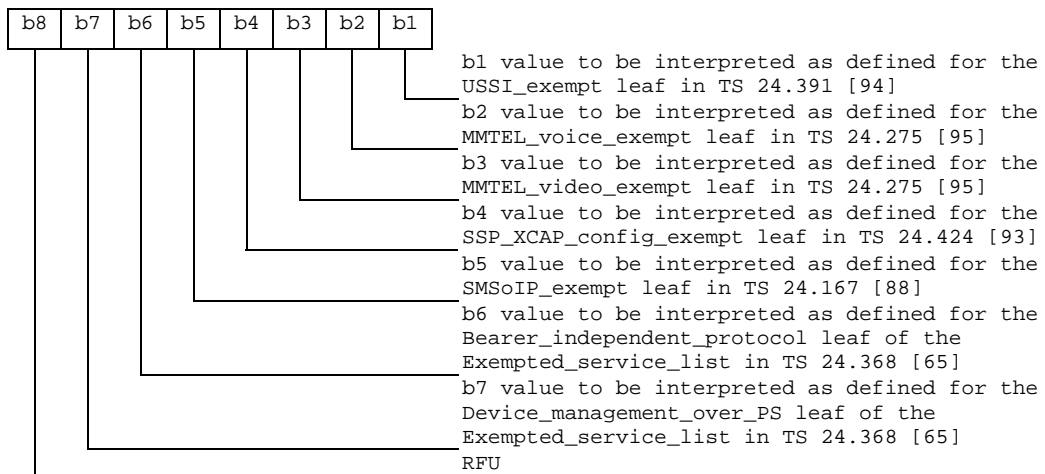 b8 b7 b6 b5 b4 b3 b2 b1
b1 value to be interpreted as defined for the
USSI_exempt leaf in TS 24.391 [94]
b2 value to be interpreted as defined for the
MMTEL_voice_exempt leaf in TS 24.275 [95]
b3 value to be interpreted as defined for the
MMTEL_video_exempt leaf in TS 24.275 [95]
b4 value to be interpreted as defined for the
SSP_XCAP_config_exempt leaf in TS 24.424 [93]
b5 value to be interpreted as defined for the
SMSoIP_exempt leaf in TS 24.167 [88]
b6 value to be interpreted as defined for the
Bearer_independent_protocol leaf of the
Exempted_service_list in TS 24.368 [65]
b7 value to be interpreted as defined for the
Device_management_over_PS leaf of the
Exempted_service_list in TS 24.368 [65]
RFU